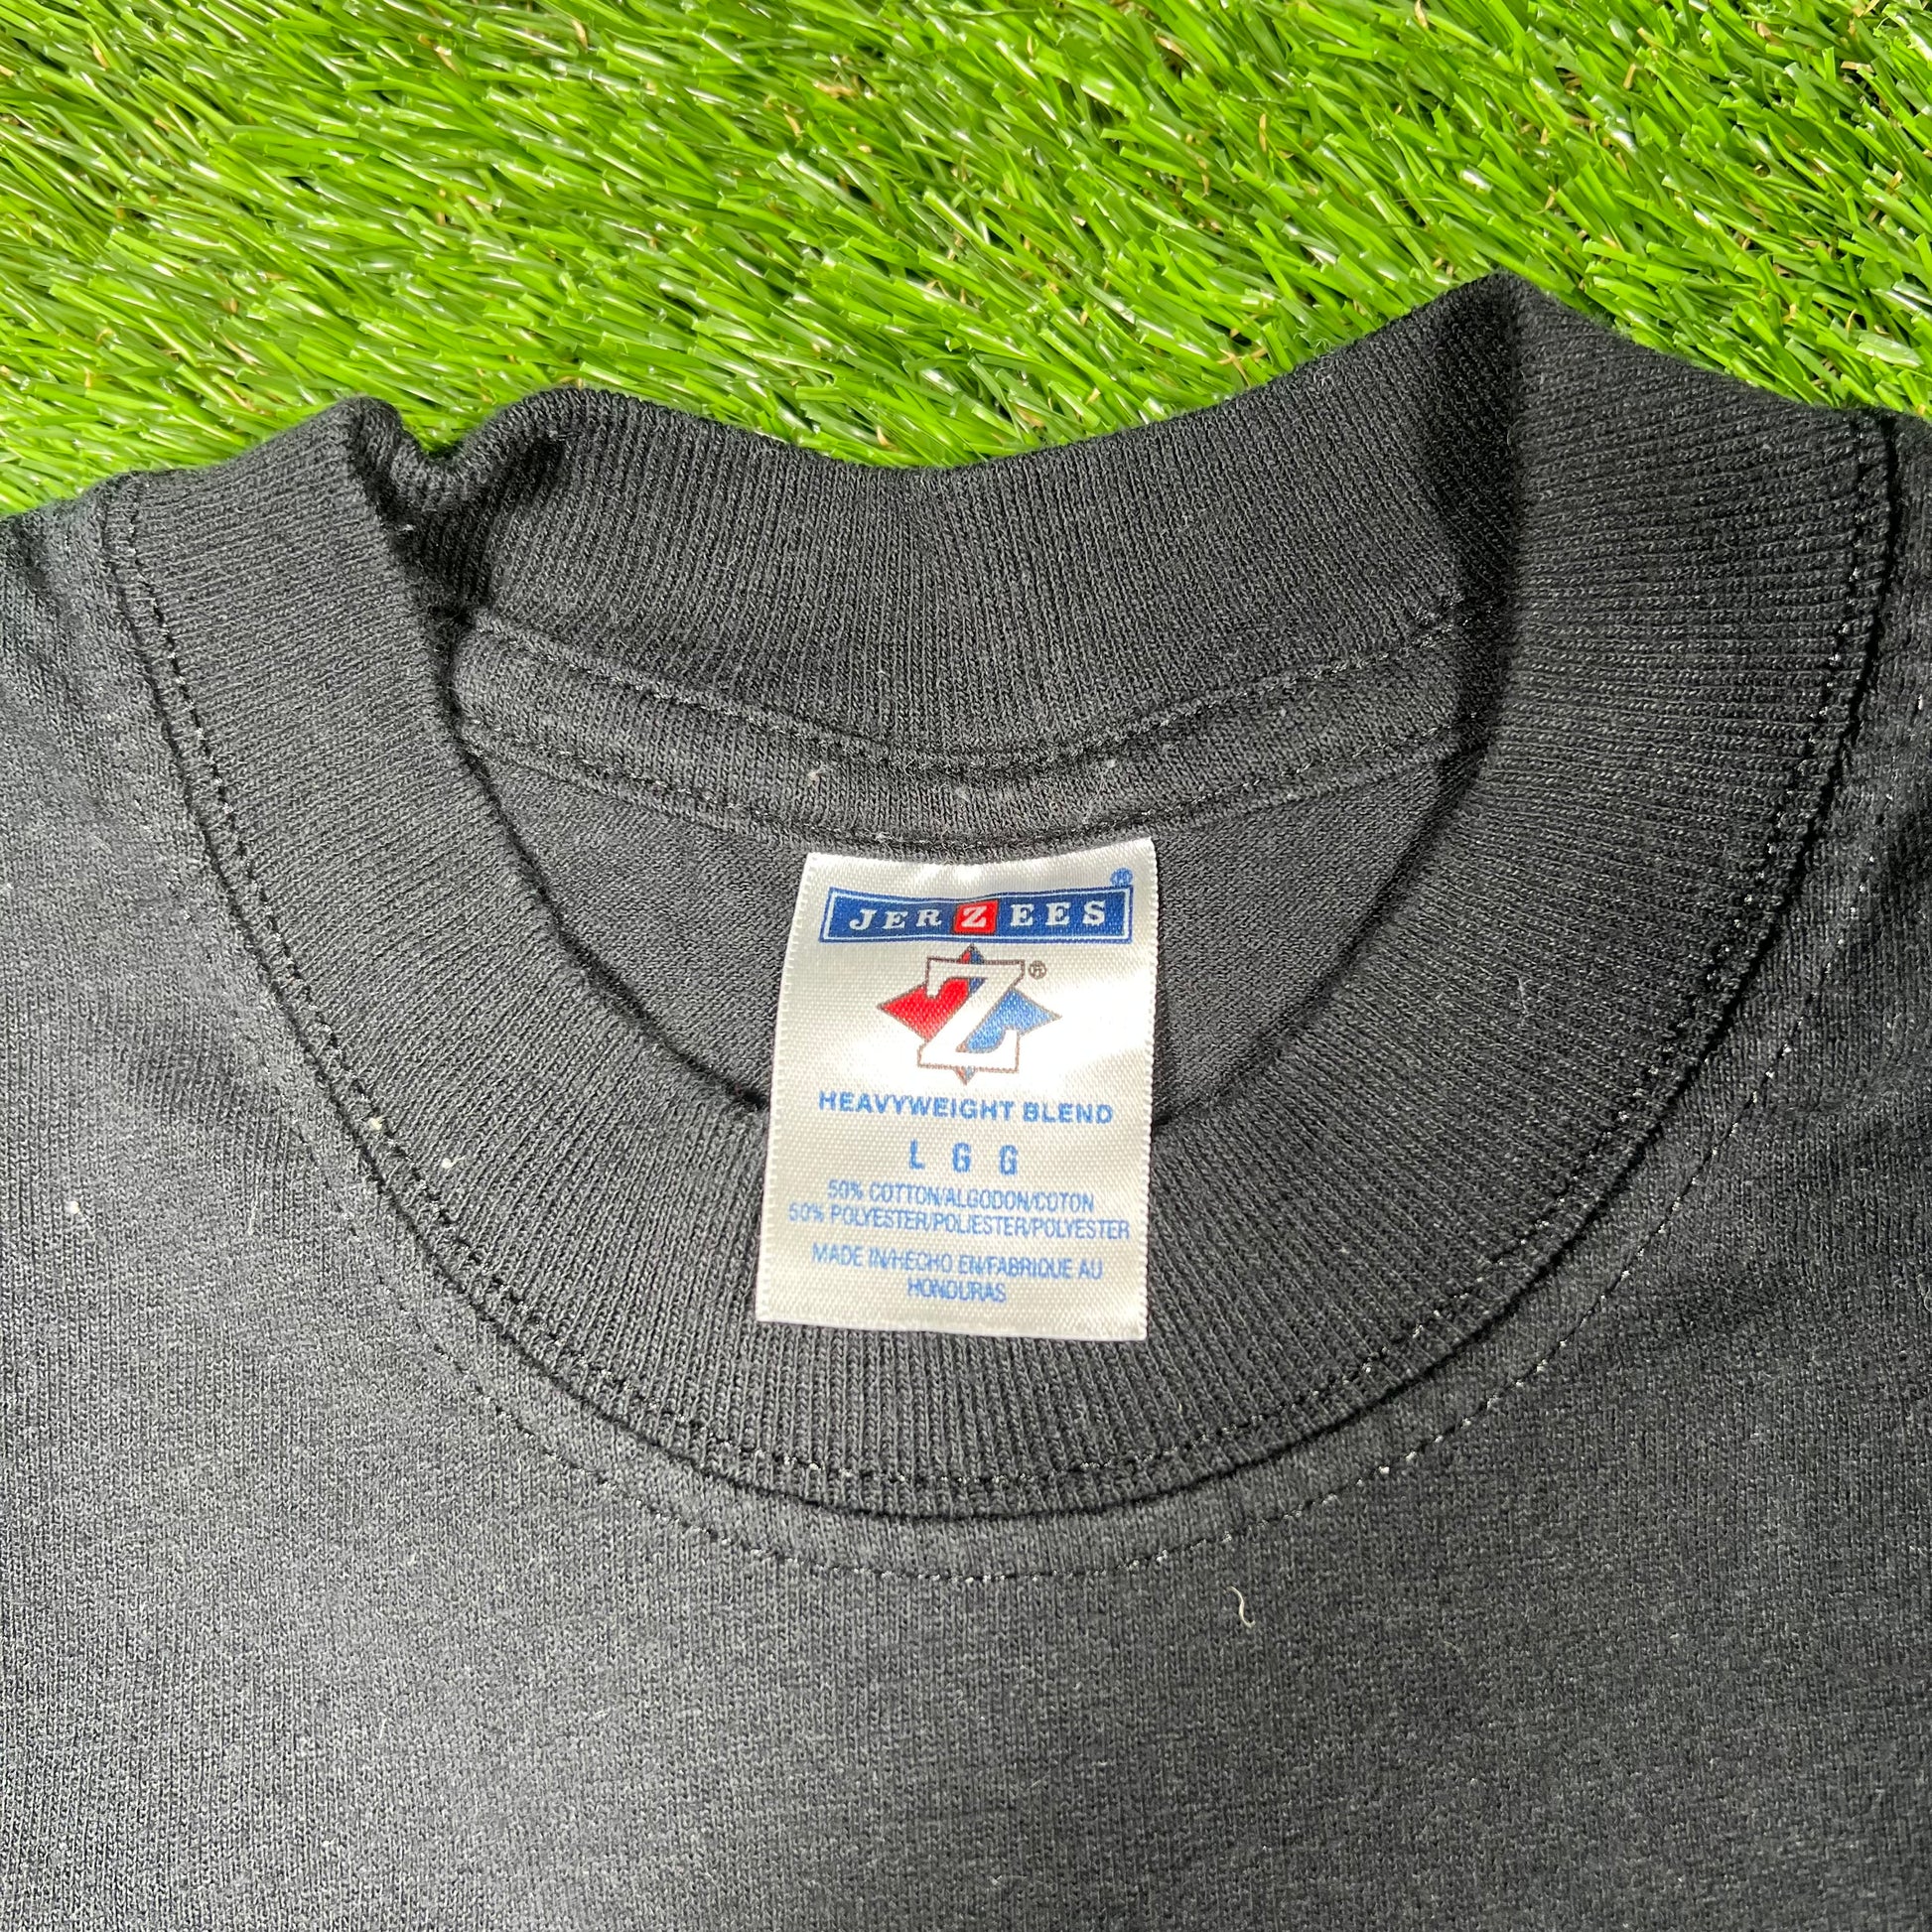 JERZEES®
Z®
HEAVYWEIGHT BLEND
L G G
50% COTTON/ALGODON/COTON
50% POLYESTER/POLIESTER/POLYESTER
MADE IN/HECHO EN/FABRIQUE AU
HONDURAS